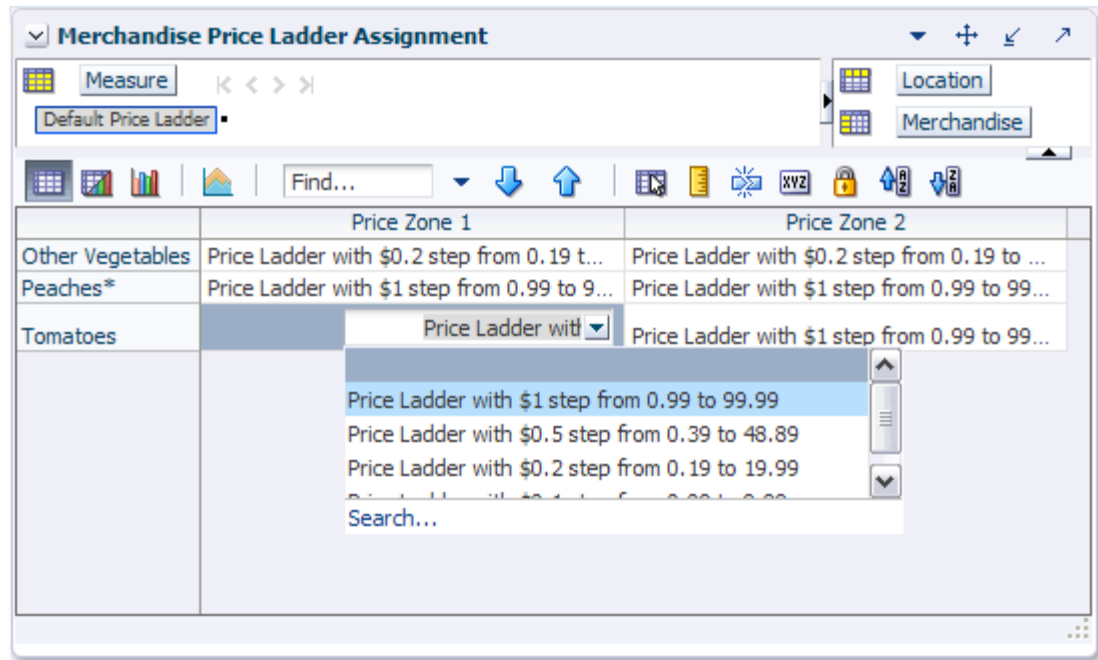 Merchandise Price Ladder Assignment
Measure
Location
Default Price Ladder
Merchandise
Find...
XYZ
A Z
Z A
Price Zone 1 Price Zone 2
Other Vegetables Price Ladder with $0.2 step from 0.19 t... Price Ladder with $0.2 step from 0.19 to ...
Peaches* Price Ladder with $1 step from 0.99 to 9... Price Ladder with $1 step from 0.99 to 99...
Tomatoes Price Ladder with Price Ladder with $1 step from 0.99 to 99...
Price Ladder with $1 step from 0.99 to 99.99
Price Ladder with $0.5 step from 0.39 to 48.89
Price Ladder with $0.2 step from 0.19 to 19.99
Search...